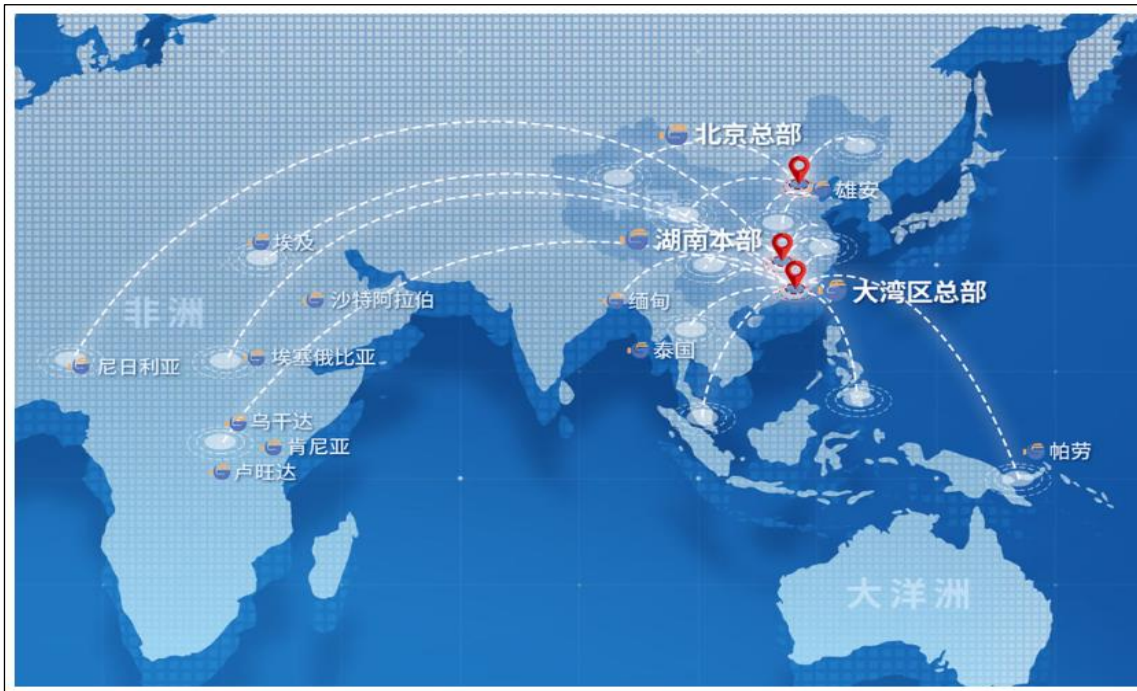 北京总部
雄安
湖南本部
埃及
大湾区总部
沙特阿拉伯
缅甸
非洲
泰国
埃塞俄比亚
尼日利亚
乌干达
肯尼亚
帕劳
卢旺达
大洋洲